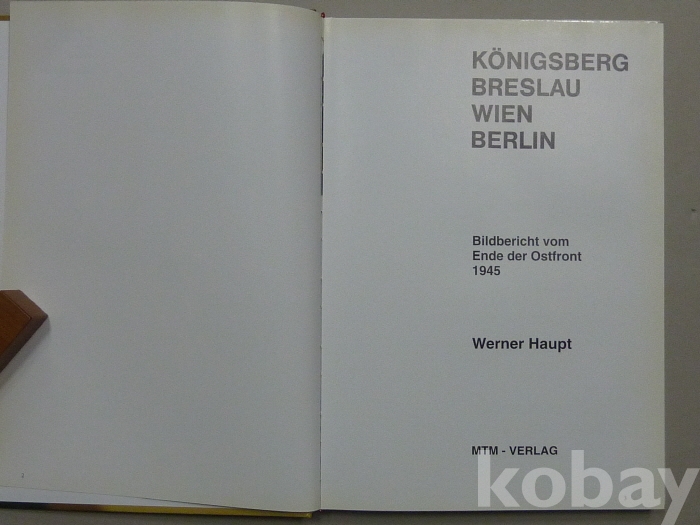 KÖNIGSBERG
BRESLAU
WIEN
BERLIN
Bildbericht vom
Ende der Ostfront
1945
Werner Haupt
MTM - VERLAG
kobay